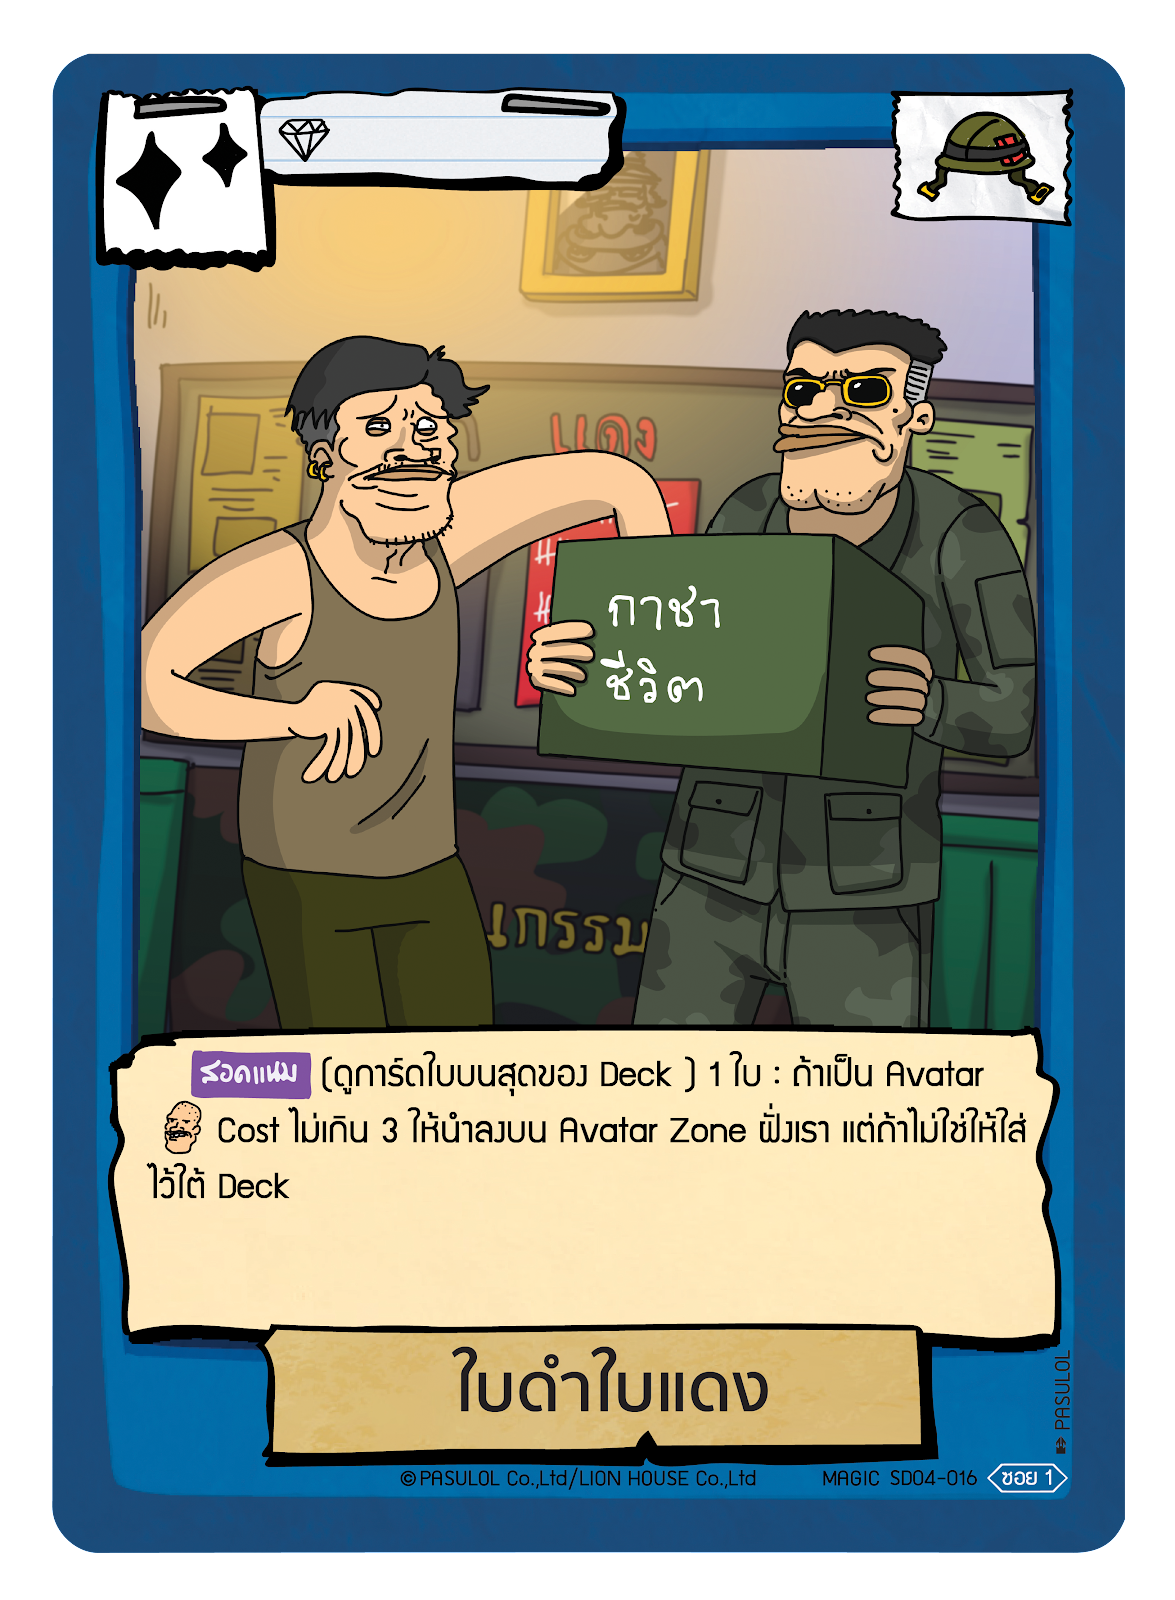 แดง
กาชา
ชีวิต
นกรรม
สอดแนม (ดูการ์ดใบบนสุดของ Deck ) 1 ใบ : ถ้าเป็น Avatar
Cost ไม่เกิน 3 ให้นำลงบน Avatar Zone ฝั่งเรา แต่ถ้าไม่ใช่ให้ใส่
ไว้ใต้ Deck
ใบดำใบแดง
PASULOL
©PASULOL Co.,Ltd/LION HOUSE Co.,Ltd MAGIC SD04-016 ซอย 1